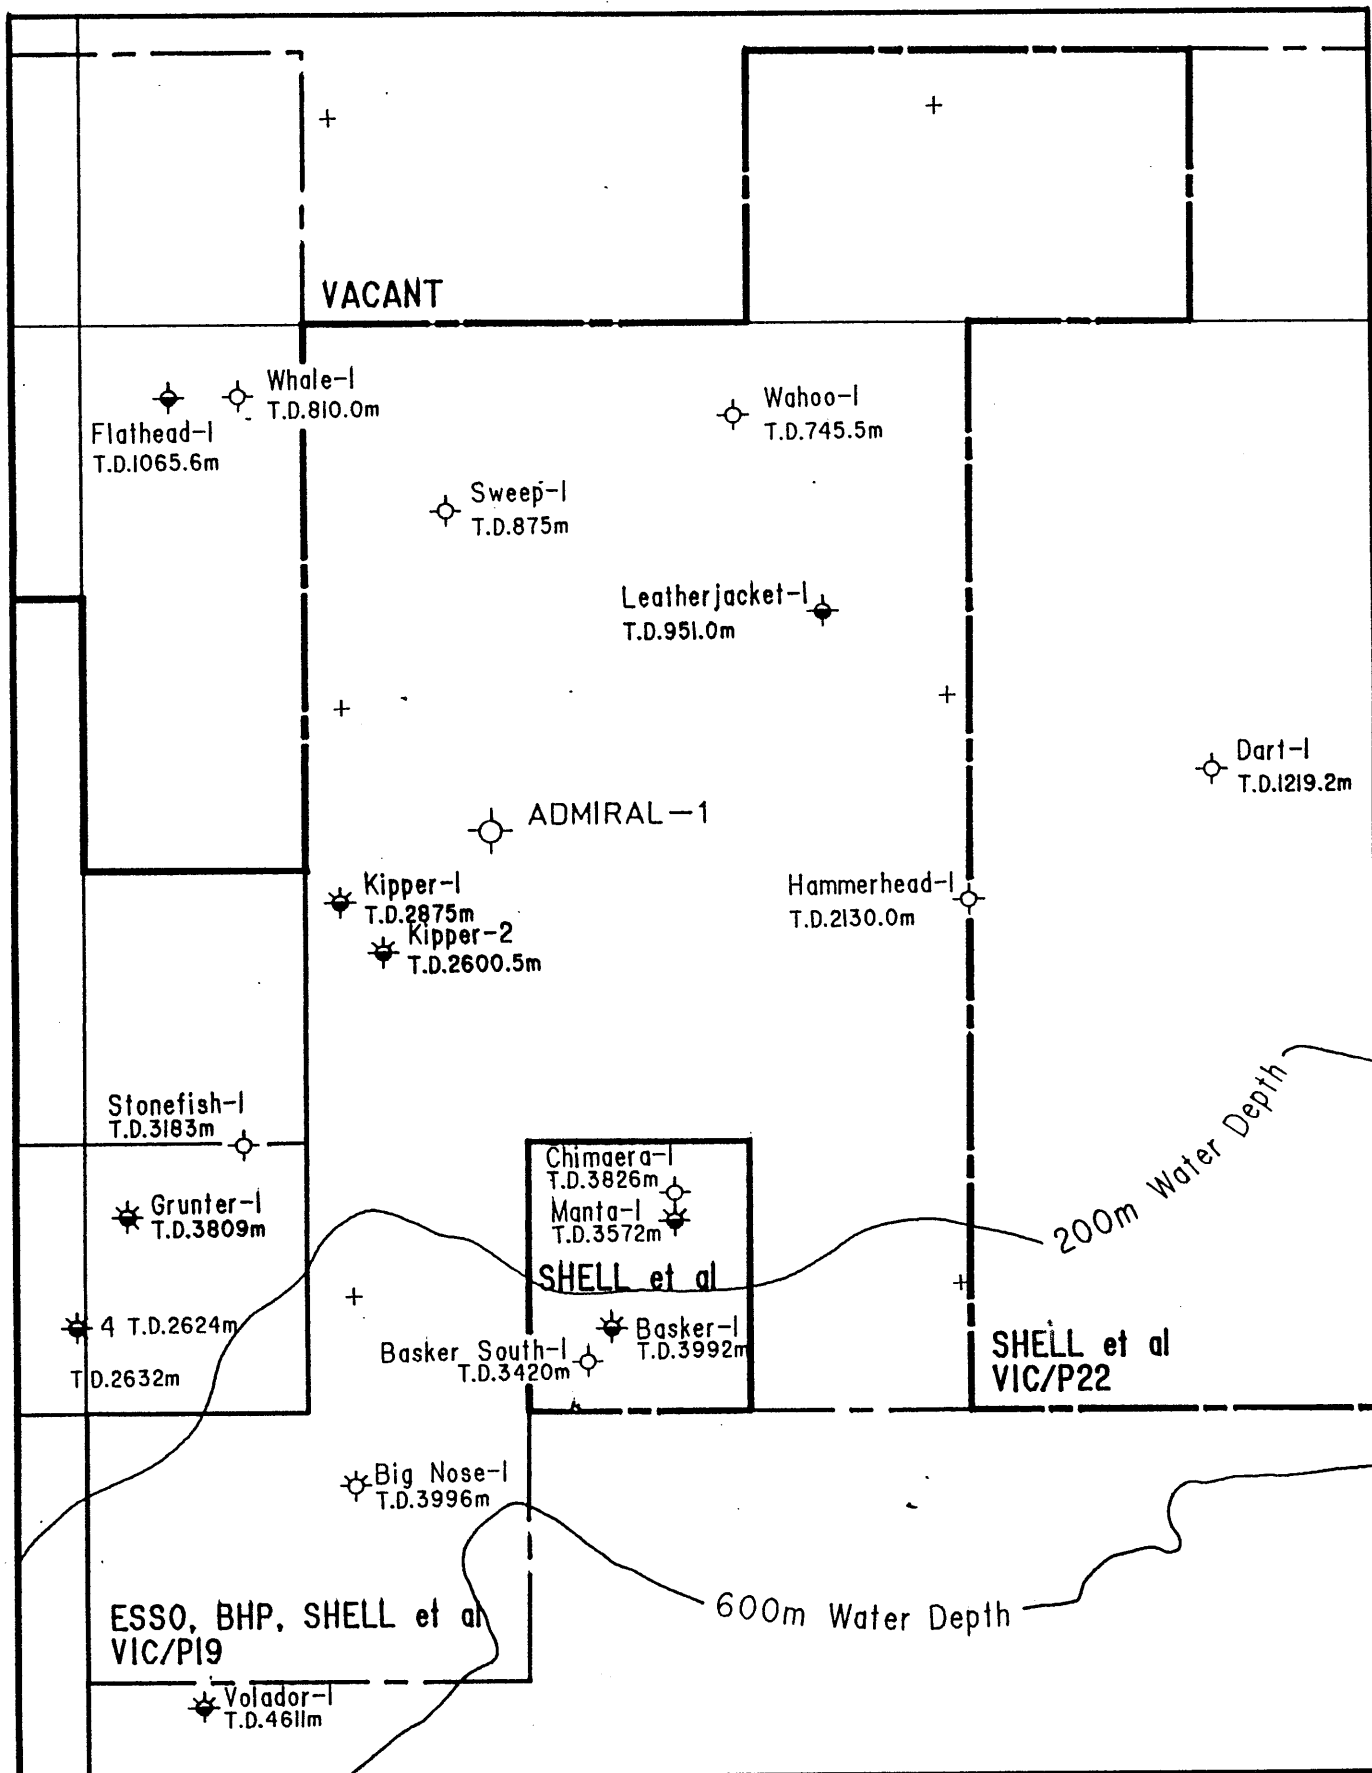 VACANT
Whale-1
T.D.810.0m
Flathead-1
T.D.1065.6m
Wahoo-1
T.D.745.5m
Sweep-1
T.D.875m
Leatherjacket-1
T.D.951.0m
Dart-1
T.D.1219.2m
ADMIRAL-1
Kipper-1
T.D.2875m
Kipper-2
T.D.2600.5m
Hammerhead-1
T.D.2130.0m
Stonefish-1
T.D.3183m
200m Water Depth
Chimaera-1
T.D.3826m
Grunter-1
T.D.3809m
Manta-1
T.D.3572m
SHELL et al
4 T.D.2624m
T.D.2632m
Basker-1
T.D.3992m
Basker South-1
T.D.3420m
SHELL et al
VIC/P22
Big Nose-1
T.D.3996m
600m Water Depth
ESSO, BHP, SHELL et al
VIC/P19
Volador-1
T.D.4611m